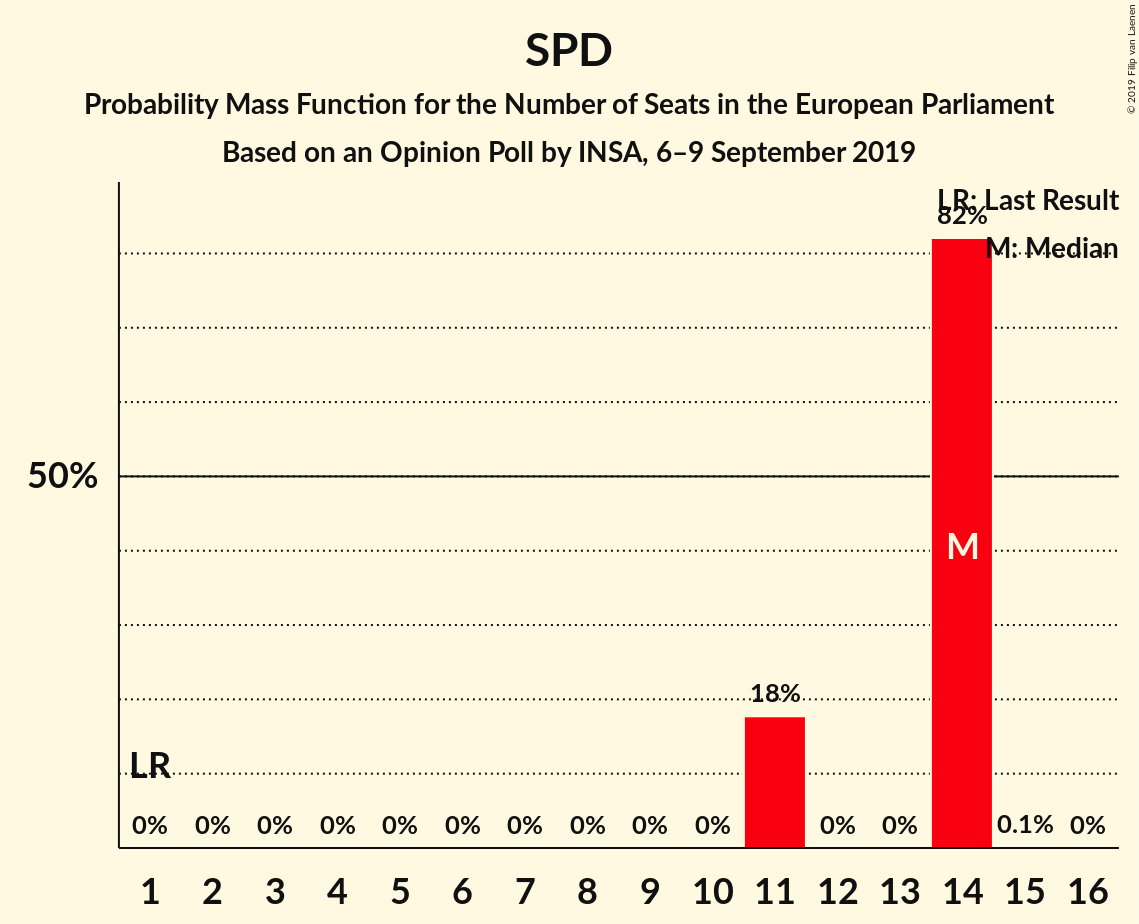 SPD
Probability Mass Function for the Number of Seats in the European Parliament
Based on an Opinion Poll by INSA, 6–9 September 2019
© 2019 Filip van Laenen
LR: Last Result
M: Median
82%
50%
M
18%
LR
0% 0% 0% 0% 0% 0% 0% 0% 0% 0% 0% 0% 0.1% 0%
1 2 3 4 5 6 7 8 9 10 11 12 13 14 15 16